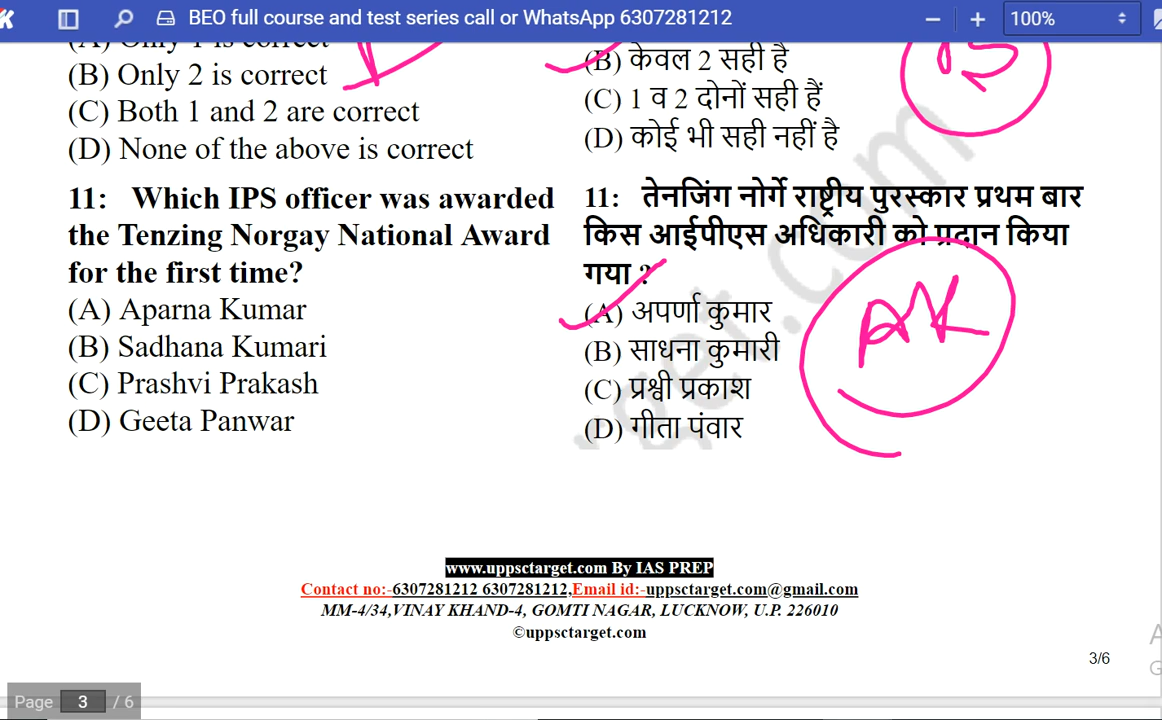 BEO full course and test series call or WhatsApp 6307281212
100%
(A) Only 1 is correct
(B) Only 2 is correct
(C) Both 1 and 2 are correct
(D) None of the above is correct
11: Which IPS officer was awarded
the Tenzing Norgay National Award
for the first time?
(A) Aparna Kumar
(B) Sadhana Kumari
(C) Prashvi Prakash
(D) Geeta Panwar
(B) केवल 2 सही है
(C) 1 व 2 दोनों सही हैं
(D) कोई भी सही नहीं है
11: तेनजिंग नोर्गे राष्ट्रीय पुरस्कार प्रथम बार
किस आईपीएस अधिकारी को प्रदान किया
गया ?
(A) अपर्णा कुमार
(B) साधना कुमारी
(C) प्रश्वी प्रकाश
(D) गीता पंवार
AK
www.uppsctarget.com By IAS PREP
Contact no:-6307281212 6307281212,Email id:-uppsctarget.com@gmail.com
MM-4/34,VINAY KHAND-4, GOMTI NAGAR, LUCKNOW, U.P. 226010
©uppsctarget.com
3/6
Page 3 / 6